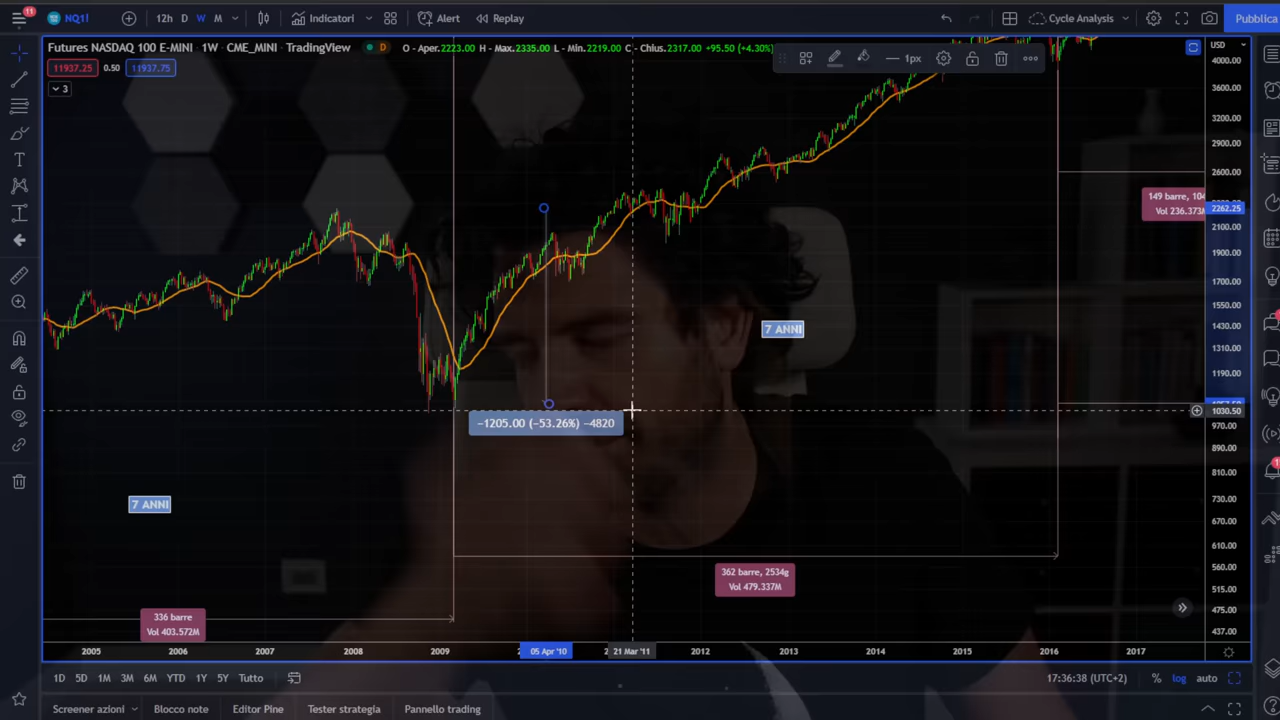 11
NQ1!
12h D W M
Indicatori
Alert
Replay
Cycle Analysis
Pubblica
Futures NASDAQ 100 E-MINI · 1W · CME_MINI · TradingView
D
O - Aper.2223.00 H - Max.2335.00 L - Min.2219.00 C - Chius.2317.00 +95.50 (+4.30%)
1px
USD
11937.25 0.50 11937.75
3
4000.00
3600.00
3200.00
2900.00
2600.00
149 barre, 104
Vol 236.373M
2262.25
2100.00
1900.00
1700.00
1550.00
1400.00
1310.00
1190.00
1030.50
970.00
890.00
810.00
730.00
670.00
610.00
560.00
515.00
475.00
437.00
7 ANNI
−1205.00 (−53.26%) −4820
7 ANNI
362 barre, 2534g
Vol 479.337M
336 barre
Vol 403.572M
2005 2006 2007 2008 2009 05 Apr '10 21 Mar '11 2012 2013 2014 2015 2016 2017
1D 5D 1M 3M 6M YTD 1Y 5Y Tutto
17:36:38 (UTC+2) % log auto
Screener azioni Blocco note Editor Pine Tester strategia Pannello trading